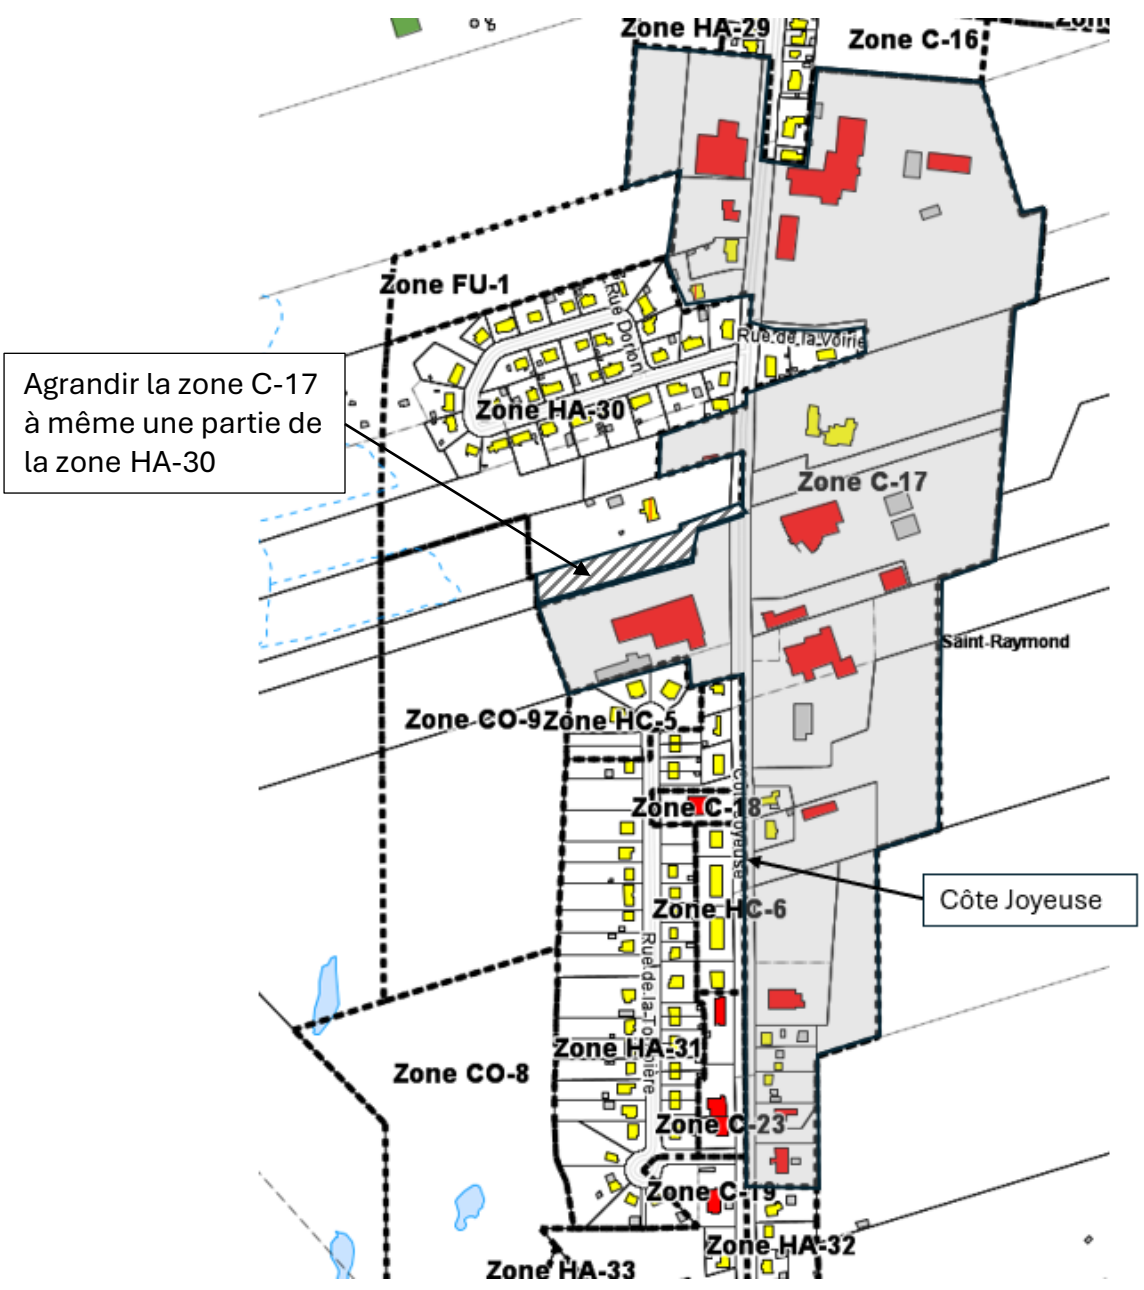 Zone HA-29
Zone C-16
Zone FU-1
Rue Dorion
Rue de la Voirie
Agrandir la zone C-17
à même une partie de
la zone HA-30
Zone HA-30
Zone C-17
Saint-Raymond
Zone CO-9
Zone HC-5
Zone C-18
Côte Joyeuse
Côte Joyeuse
Zone HC-6
Rue de la Tonnelière
Zone HA-31
Zone CO-8
Zone C-23
Zone C-19
Zone HA-32
Zone HA-33